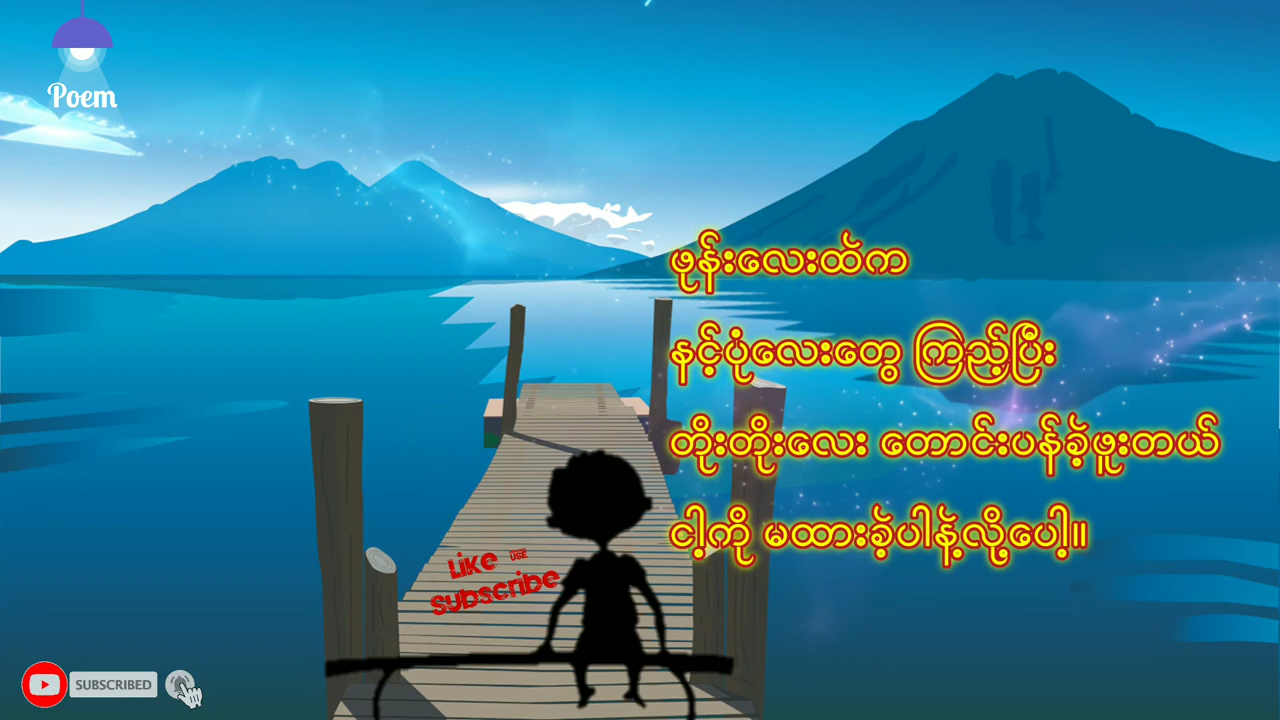 Poem
ဖုန်းလေးထဲက
နင့်ပုံလေးတွေ ကြည့်ပြီး
တိုးတိုးလေး တောင်းပန်ခဲ့ဖူးတယ်
ငါ့ကို မထားခဲ့ပါနဲ့လို့ပေါ့။
Like
Subscribe
SUBSCRIBED